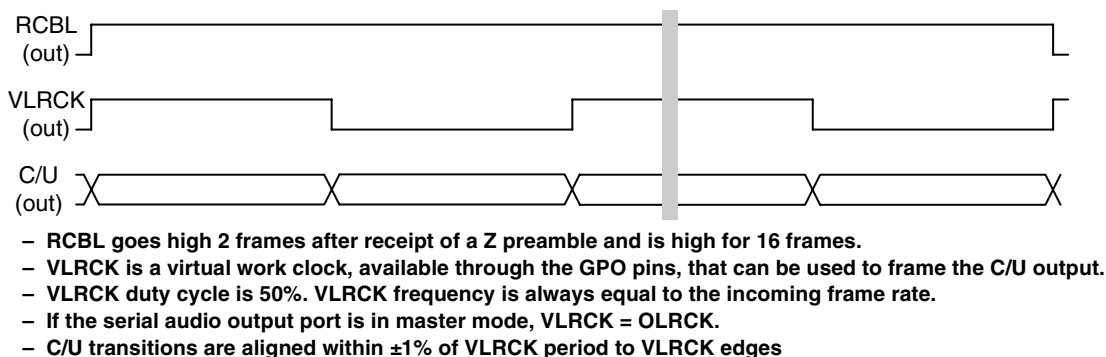 RCBL
(out)
VLRCK
(out)
C/U
(out)
– RCBL goes high 2 frames after receipt of a Z preamble and is high for 16 frames.
– VLRCK is a virtual work clock, available through the GPO pins, that can be used to frame the C/U output.
– VLRCK duty cycle is 50%. VLRCK frequency is always equal to the incoming frame rate.
– If the serial audio output port is in master mode, VLRCK = OLRCK.
– C/U transitions are aligned within ±1% of VLRCK period to VLRCK edges